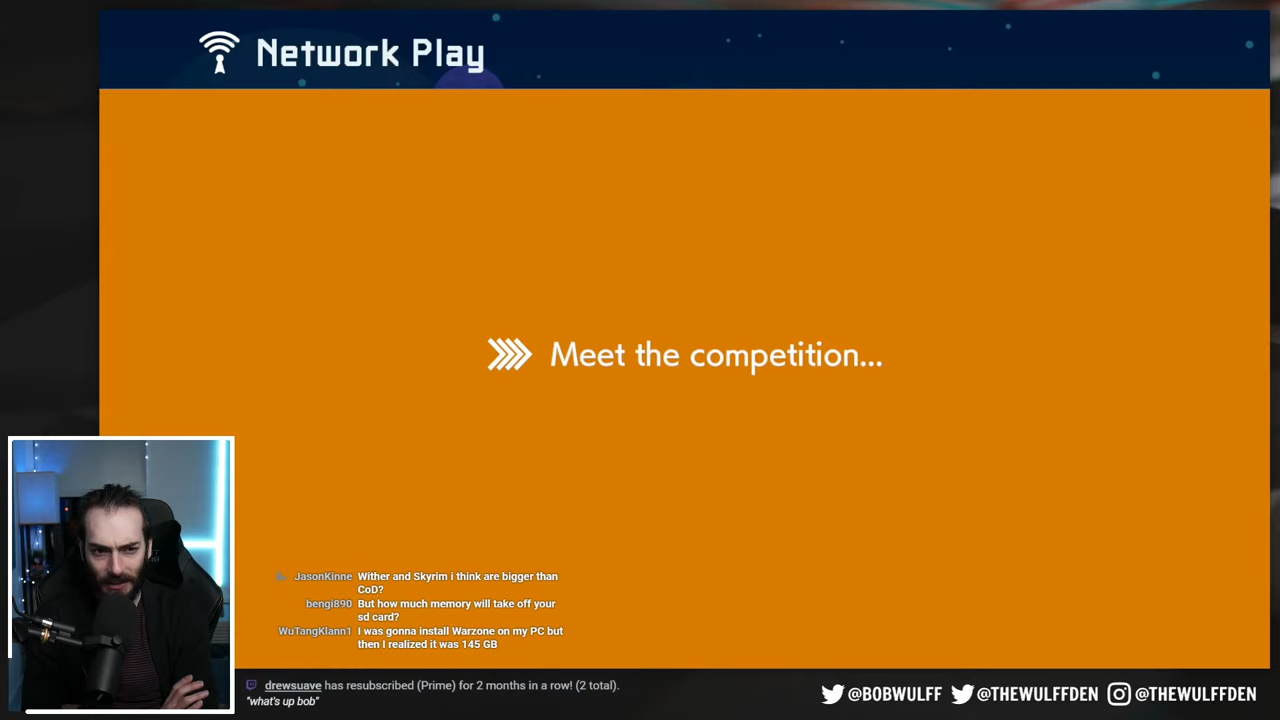 Network Play
Meet the competition...
JasonKinne Wither and Skyrim i think are bigger than
CoD?
bengi890 But how much memory will take off your
sd card?
WuTangKlann1 I was gonna install Warzone on my PC but
then I realized it was 145 GB
drewsuave has resubscribed (Prime) for 2 months in a row! (2 total).
"what's up bob"
@BOBWULFF @THEWULFFDEN @THEWULFFDEN